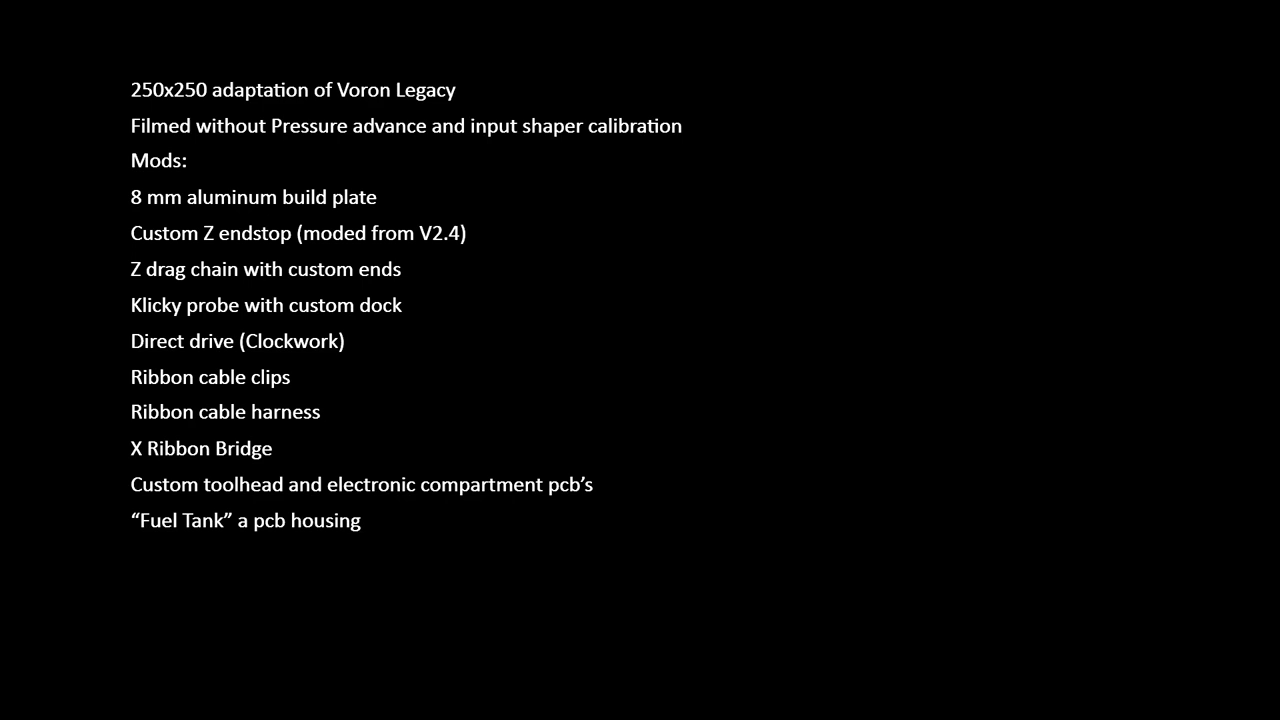 250x250 adaptation of Voron Legacy
Filmed without Pressure advance and input shaper calibration
Mods:
8 mm aluminum build plate
Custom Z endstop (moded from V2.4)
Z drag chain with custom ends
Klicky probe with custom dock
Direct drive (Clockwork)
Ribbon cable clips
Ribbon cable harness
X Ribbon Bridge
Custom toolhead and electronic compartment pcb’s
“Fuel Tank” a pcb housing